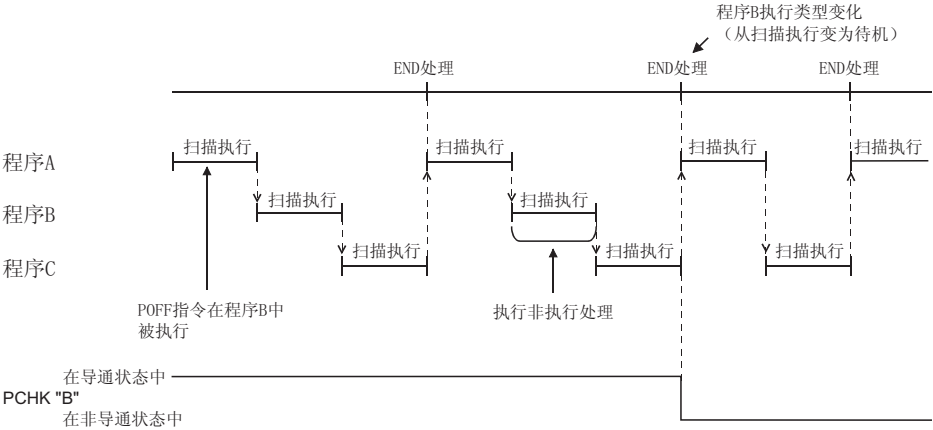 程序B执行类型变化
（从扫描执行变为待机）
END处理
END处理
END处理
程序A
扫描执行
扫描执行
扫描执行
扫描执行
程序B
扫描执行
扫描执行
程序C
扫描执行
扫描执行
扫描执行
POFF指令在程序B中
被执行
执行非执行处理
在导通状态中
PCHK "B"
在非导通状态中